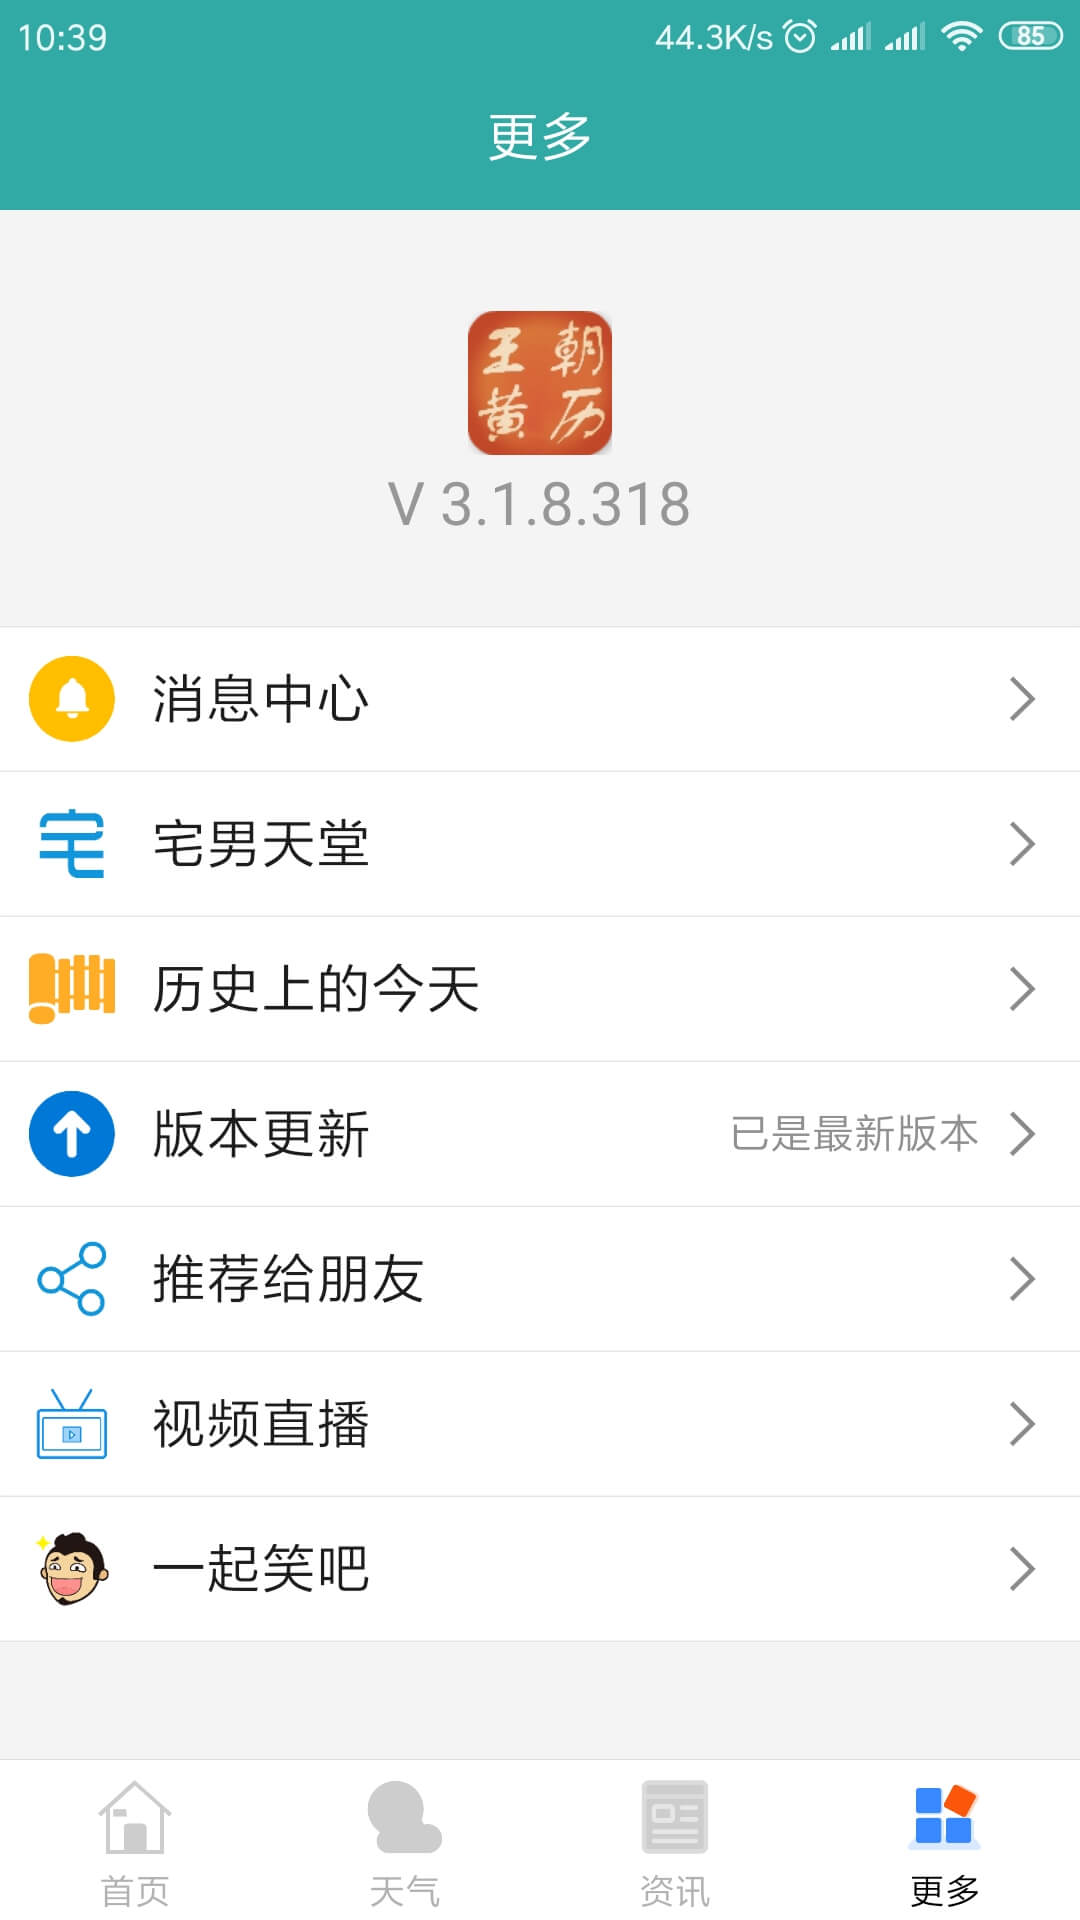 10:39 44.3K/s 85
更多
王朝
黄历
V 3.1.8.318
消息中心
宅
宅男天堂
历史上的今天
版本更新 已是最新版本
推荐给朋友
视频直播
一起笑吧
首页 天气 资讯 更多